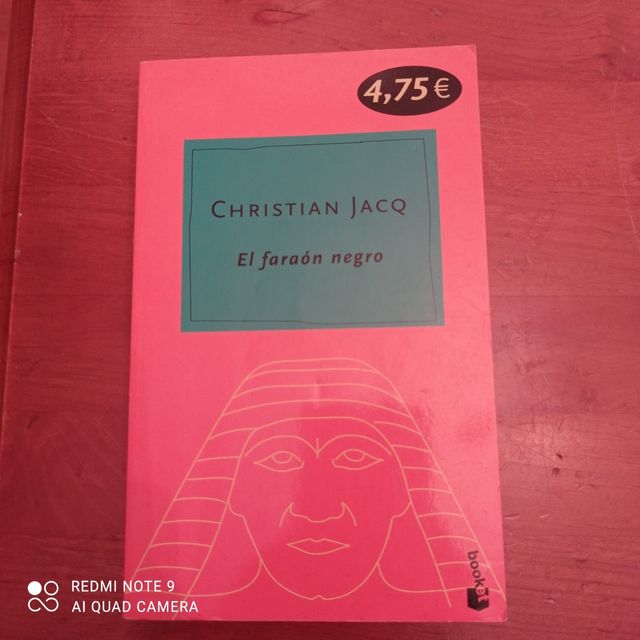 4,75 €
CHRISTIAN JACQ
El faraón negro
booket
REDMI NOTE 9
AI QUAD CAMERA